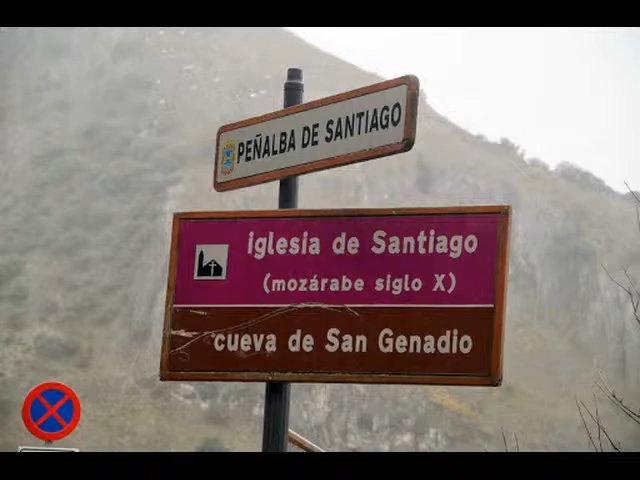 PEÑALBA DE SANTIAGO
iglesia de Santiago
(mozárabe siglo X)
cueva de San Genadio